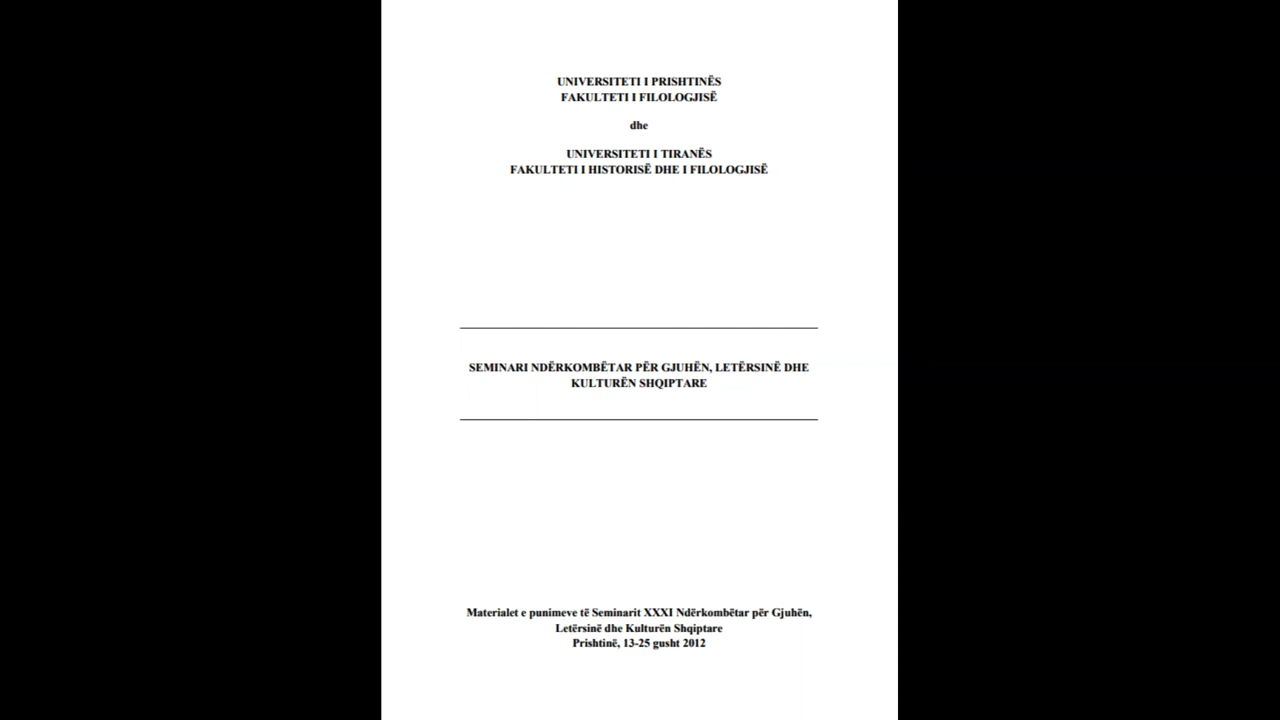 UNIVERSITETI I PRISHTINËS
FAKULTETI I FILOLOGJISË
dhe
UNIVERSITETI I TIRANËS
FAKULTETI I HISTORISË DHE I FILOLOGJISË
SEMINARI NDËRKOMBËTAR PËR GJUHËN, LETËRSINË DHE
KULTURËN SHQIPTARE
Materialet e punimeve të Seminarit XXXI Ndërkombëtar për Gjuhën,
Letërsinë dhe Kulturën Shqiptare
Prishtinë, 13-25 gusht 2012